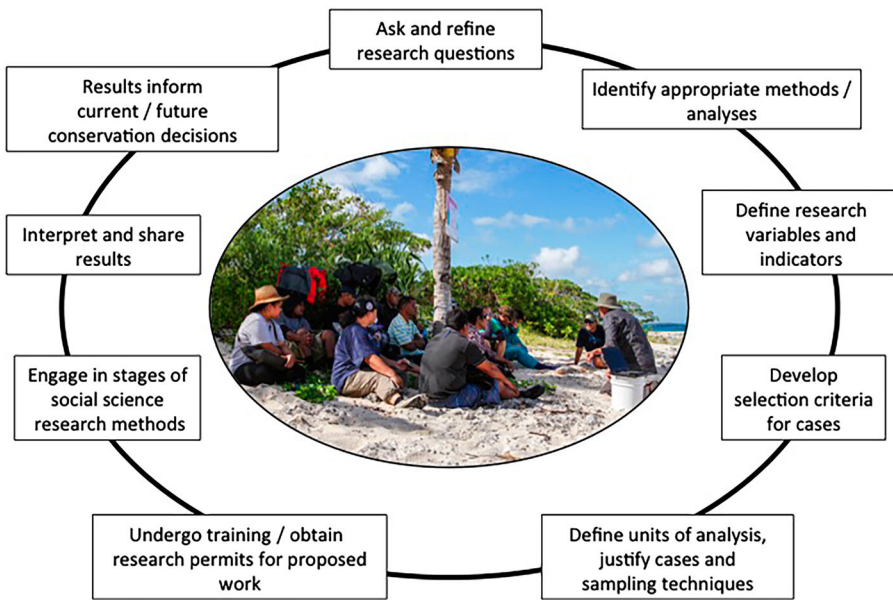 Ask and refine
research questions
Identify appropriate methods /
analyses
Define research
variables and
indicators
Develop
selection criteria
for cases
Define units of analysis,
justify cases and
sampling techniques
Undergo training / obtain
research permits for proposed
work
Engage in stages of
social science
research methods
Interpret and share
results
Results inform
current / future
conservation decisions